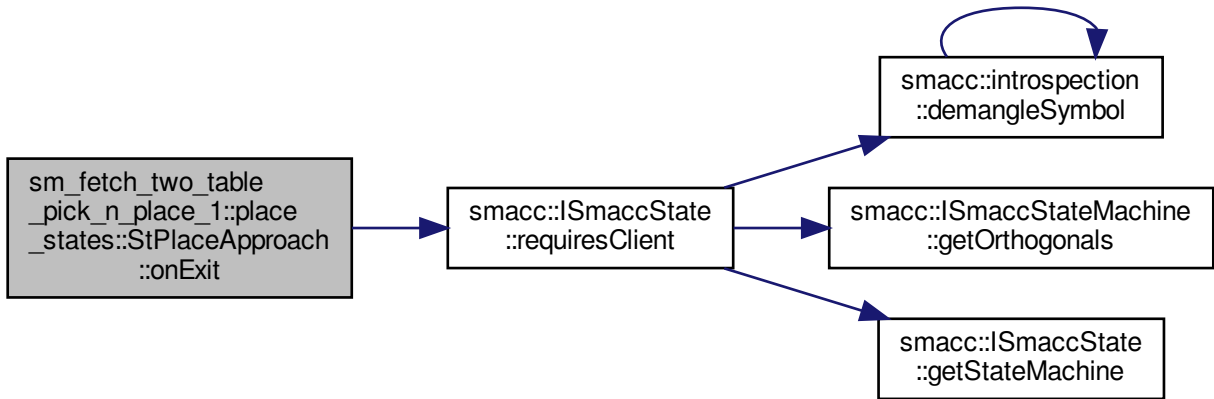 sm_fetch_two_table
_pick_n_place_1::place
_states::StPlaceApproach
::onExit
smacc::ISmaccState
::requiresClient
smacc::introspection
::demangleSymbol
smacc::ISmaccStateMachine
::getOrthogonals
smacc::ISmaccState
::getStateMachine